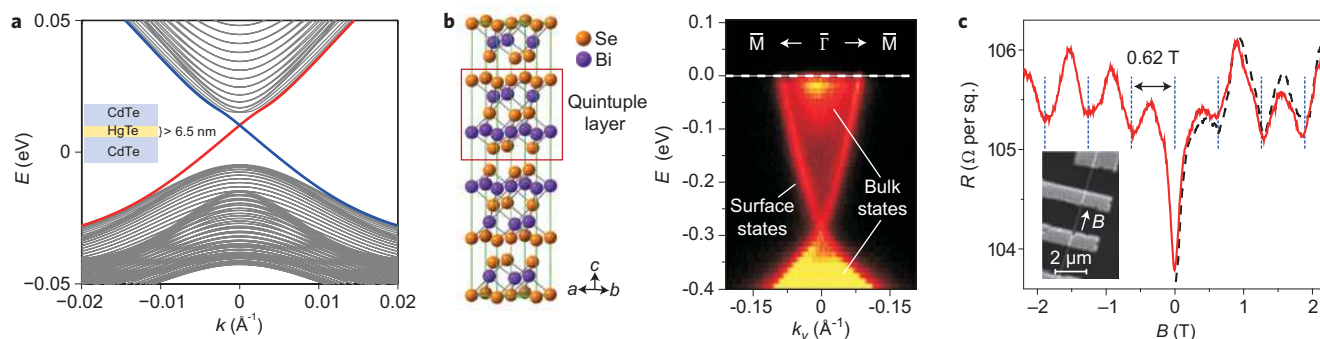 a
0.05
E (eV)
0
−0.05
−0.02
−0.01
0
0.01
0.02
k (Å⁻¹)
CdTe
HgTe
CdTe
> 6.5 nm
b
Se
Bi
Quintuple
layer
c
a
b
E (eV)
0.1
0.0
-0.1
-0.2
-0.3
-0.4
M̅ ← Γ̅ → M̅
Surface
states
Bulk
states
-0.15
0
-0.15
kᵧ (Å⁻¹)
c
R (Ω per sq.)
106
105
104
0.62 T
B
2 μm
−2
−1
0
1
2
B (T)